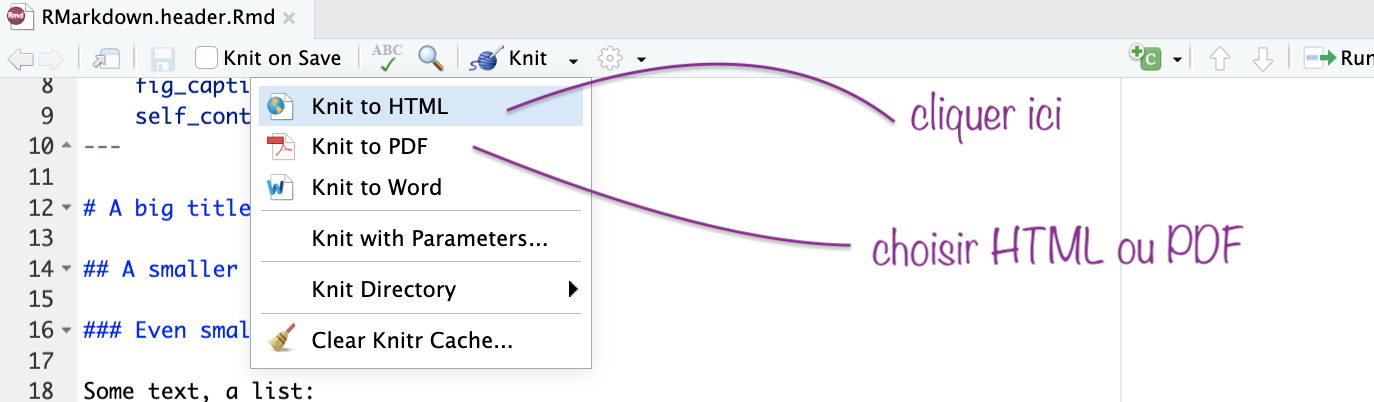 RMarkdown.header.Rmd
Knit on Save ABC Knit C Run
8 fig_capti
9 self_cont
10 ---
11
12 # A big title
13
14 ## A smaller
15
16 ### Even smal
17
18 Some text, a list:
Knit to HTML
Knit to PDF
Knit to Word
Knit with Parameters...
Knit Directory
Clear Knitr Cache...
cliquer ici
choisir HTML ou PDF